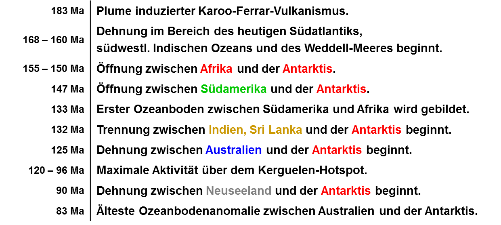 183 Ma Plume induzierter Karoo-Ferrar-Vulkanismus.
168 – 160 Ma Dehnung im Bereich des heutigen Südatlantiks,
südwestl. Indischen Ozeans und des Weddell-Meeres beginnt.
155 – 150 Ma Öffnung zwischen Afrika und der Antarktis.
147 Ma Öffnung zwischen Südamerika und der Antarktis.
133 Ma Erster Ozeanboden zwischen Südamerika und Afrika wird gebildet.
132 Ma Trennung zwischen Indien, Sri Lanka und der Antarktis beginnt.
125 Ma Dehnung zwischen Australien und der Antarktis beginnt.
120 – 96 Ma Maximale Aktivität über dem Kerguelen-Hotspot.
90 Ma Dehnung zwischen Neuseeland und der Antarktis beginnt.
83 Ma Älteste Ozeanbodenanomalie zwischen Australien und der Antarktis.